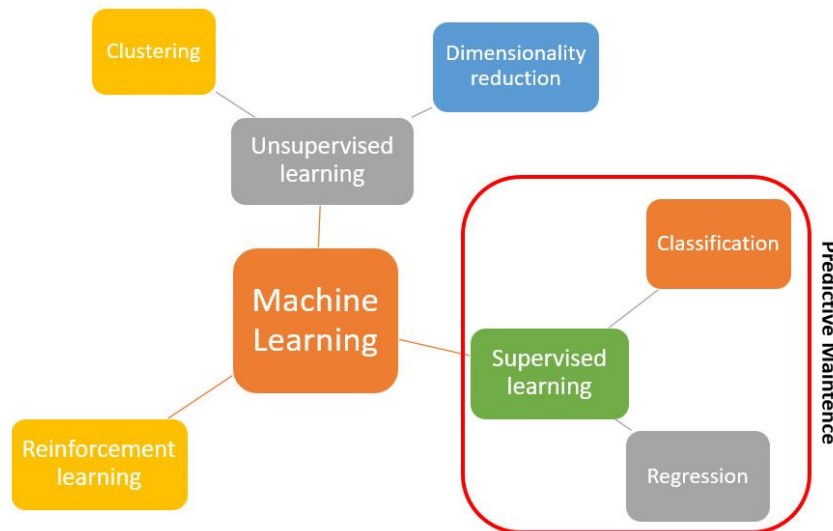 Clustering
Dimensionality
reduction
Unsupervised
learning
Classification
Machine
Learning
Supervised
learning
Predictive Maintence
Reinforcement
learning
Regression